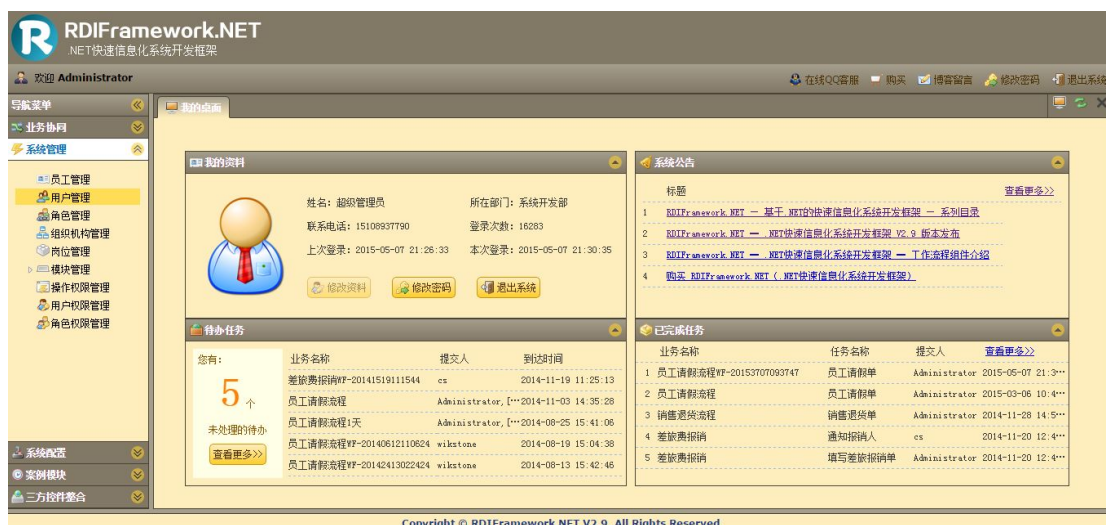 RDIFramework.NET
.NET快速信息化系统开发框架
欢迎 Administrator
在线QQ客服 购买 博客留言 修改密码 退出系统
导航菜单
我的桌面
业务协同
系统管理
员工管理
用户管理
角色管理
组织机构管理
岗位管理
模块管理
操作权限管理
用户权限管理
角色权限管理
系统配置
案例模块
三方控件整合
我的资料
姓名: 超级管理员 所在部门: 系统开发部
联系电话: 15108937790 登录次数: 16283
上次登录: 2015-05-07 21:26:33 本次登录: 2015-05-07 21:30:35
修改资料 修改密码 退出系统
系统公告
标题 查看更多>>
1 RDIFramework.NET — 基于.NET的快速信息化系统开发框架 — 系列目录
2 RDIFramework.NET — .NET快速信息化系统开发框架 V2.9 版本发布
3 RDIFramework.NET — .NET快速信息化系统开发框架 — 工作流程组件介绍
4 购买 RDIFramework.NET (.NET快速信息化系统开发框架)
待办任务
您有:
5 个
未处理的待办
查看更多>>
业务名称 提交人 到达时间
差旅费报销WF-20141519111544 cs 2014-11-19 11:25:13
员工请假流程 Administrator,[… 2014-11-03 14:35:28
员工请假流程1天 Administrator,[… 2014-08-25 15:41:06
员工请假流程WF-20140612110624 wikstone 2014-08-19 15:04:38
员工请假流程WF-20142413022424 wikstone 2014-08-13 15:42:46
已完成任务
业务名称 任务名称 提交人 查看更多>>
1 员工请假流程WF-20153707093747 员工请假单 Administrator 2015-05-07 21:3…
2 员工请假流程 员工请假单 Administrator 2015-03-06 10:4…
3 销售退货流程 销售退货单 Administrator 2014-11-28 14:5…
4 差旅费报销 通知报销人 cs 2014-11-20 12:4…
5 差旅费报销 填写差旅报销单 Administrator 2014-11-20 12:4…
Copyright © RDIFramework.NET V2.9, All Rights Reserved